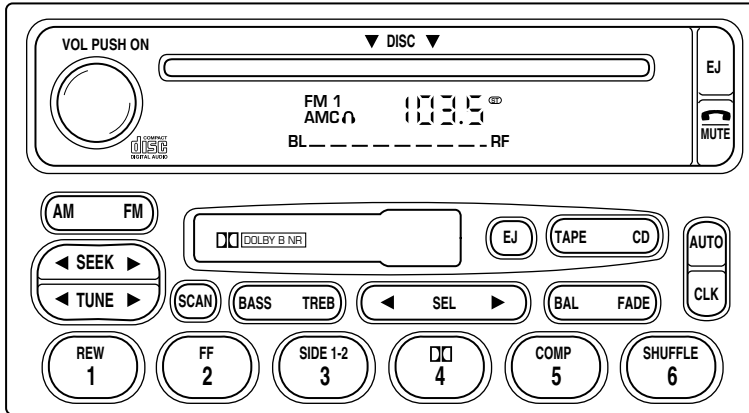 VOL PUSH ON
DISC
EJ
FM 1
AMC
103.5
ST
MUTE
COMPACT
disc
DIGITAL AUDIO
BL
RF
AM FM
DOLBY B NR
EJ
TAPE CD
AUTO
SEEK
TUNE
SCAN
BASS TREB
SEL
BAL FADE
CLK
REW
1
FF
2
SIDE 1-2
3
4
COMP
5
SHUFFLE
6